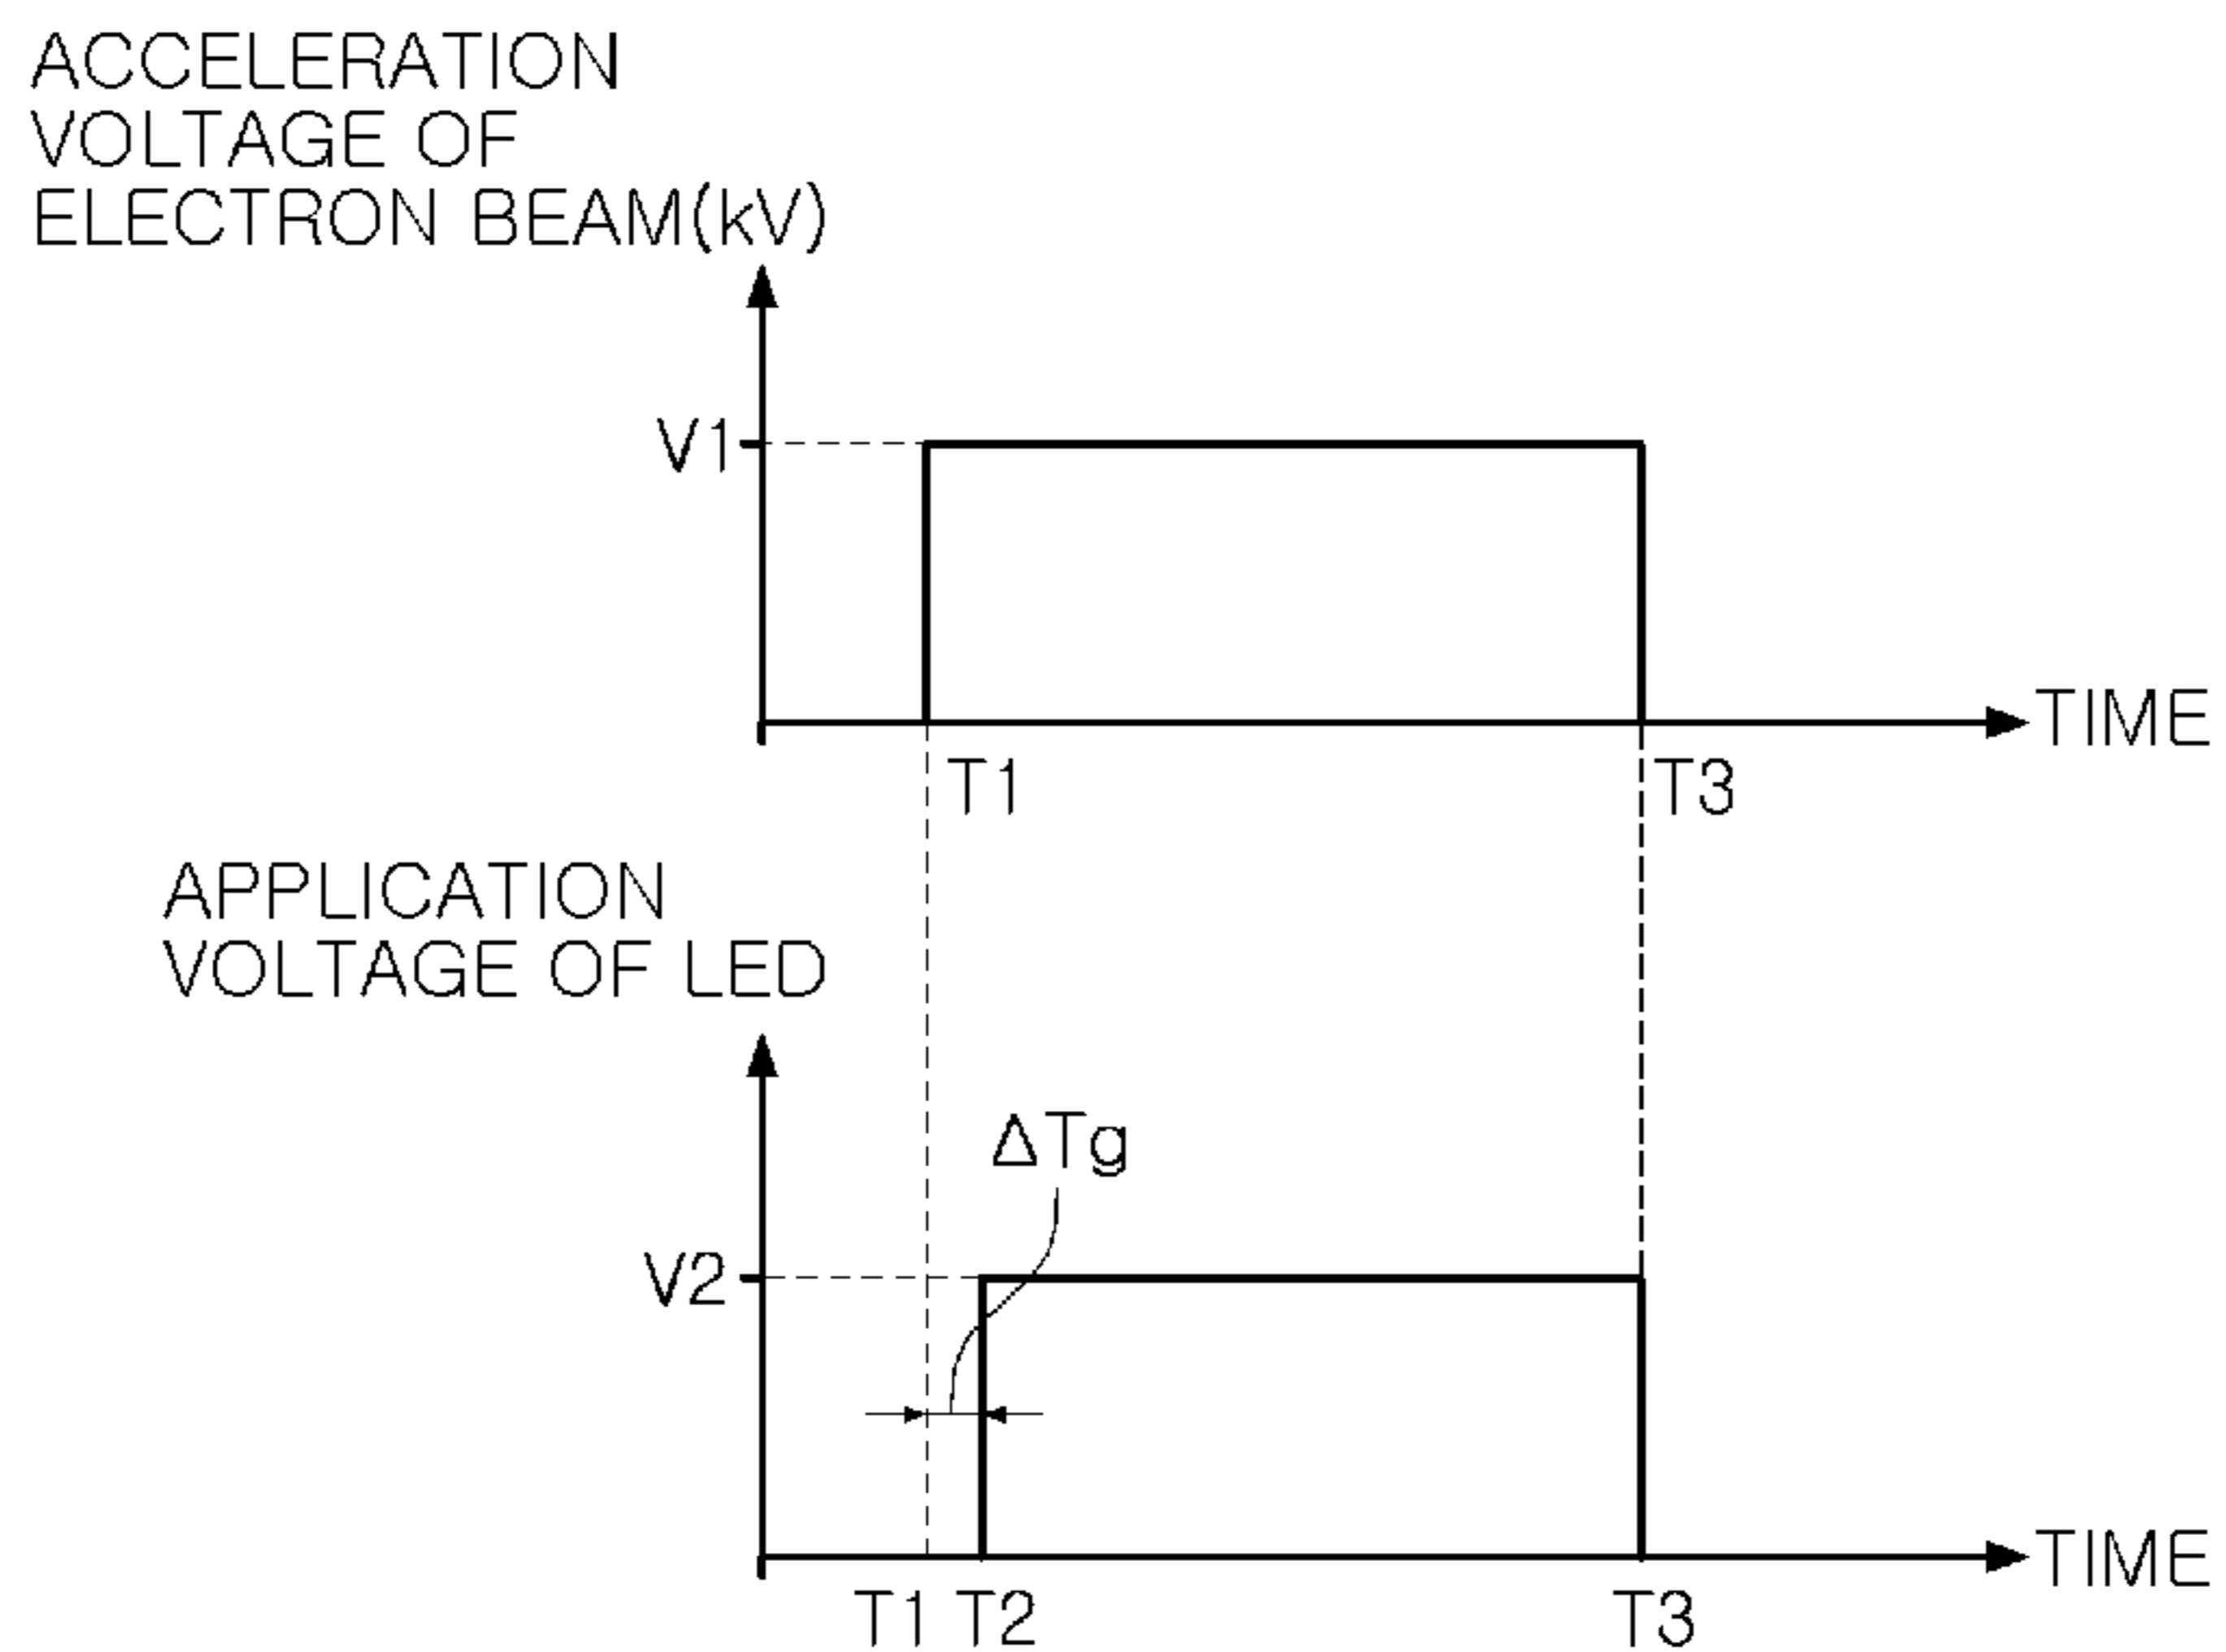 ACCELERATION
VOLTAGE OF
ELECTRON BEAM(kV)
V1
TIME
T1
T3
APPLICATION
VOLTAGE OF LED
ΔTg
V2
TIME
T1
T2
T3